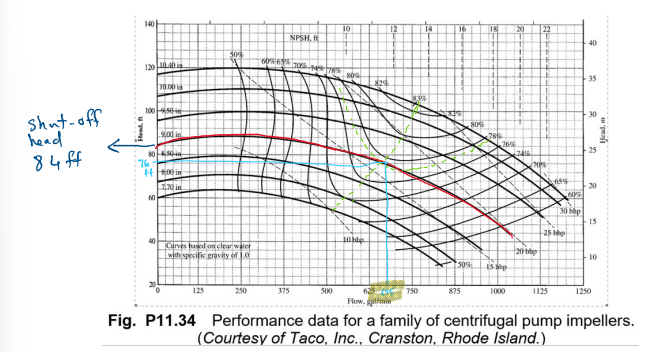 140
10 12 14 16 18 20 22
NPSH, ft
40
50% 60% 65% 70% 74% 78% 80% 82%
120 10.40 in
35
10.00 in
83%
100 9.50 in
82%
30
80%
shut-off
head
84 ft
Head, ft
Head, m
9.00 in
78%
76%
74%
25
80 8.50 in
70%
76
ft
8.00 in
65%
20
7.70 in
60%
60
30 bhp
15
25 bhp
40
10 bhp
20 bhp
Curves based on clear water
with specific gravity of 1.0
10
50% 15 bhp
20
0 125 250 375 500 625 750 875 1000 1125 1250
Flow, gal/min
Fig. P11.34 Performance data for a family of centrifugal pump impellers.
(Courtesy of Taco, Inc., Cranston, Rhode Island.)